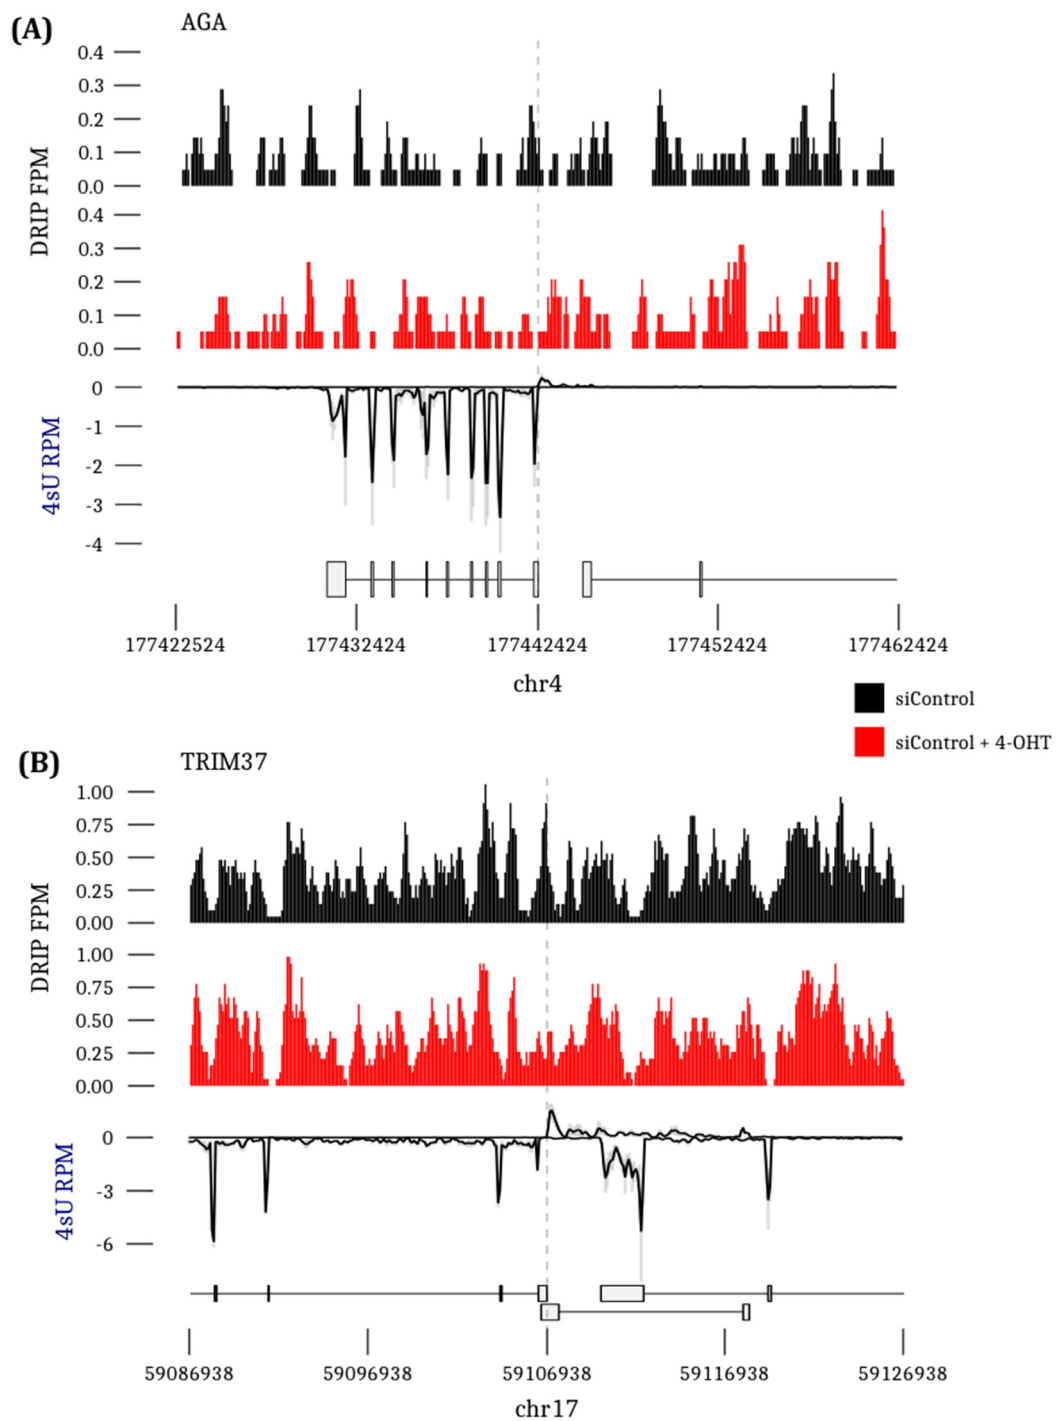 (A)
AGA
DRIP FPM
0.4
0.3
0.2
0.1
0.0
0.4
0.3
0.2
0.1
0.0
4sU RPM
0
-1
-2
-3
-4
177422524 177432424 177442424 177452424 177462424
chr4
siControl
siControl + 4-OHT
(B)
TRIM37
DRIP FPM
1.00
0.75
0.50
0.25
0.00
1.00
0.75
0.50
0.25
0.00
4sU RPM
0
-3
-6
59086938 59096938 59106938 59116938 59126938
chr17